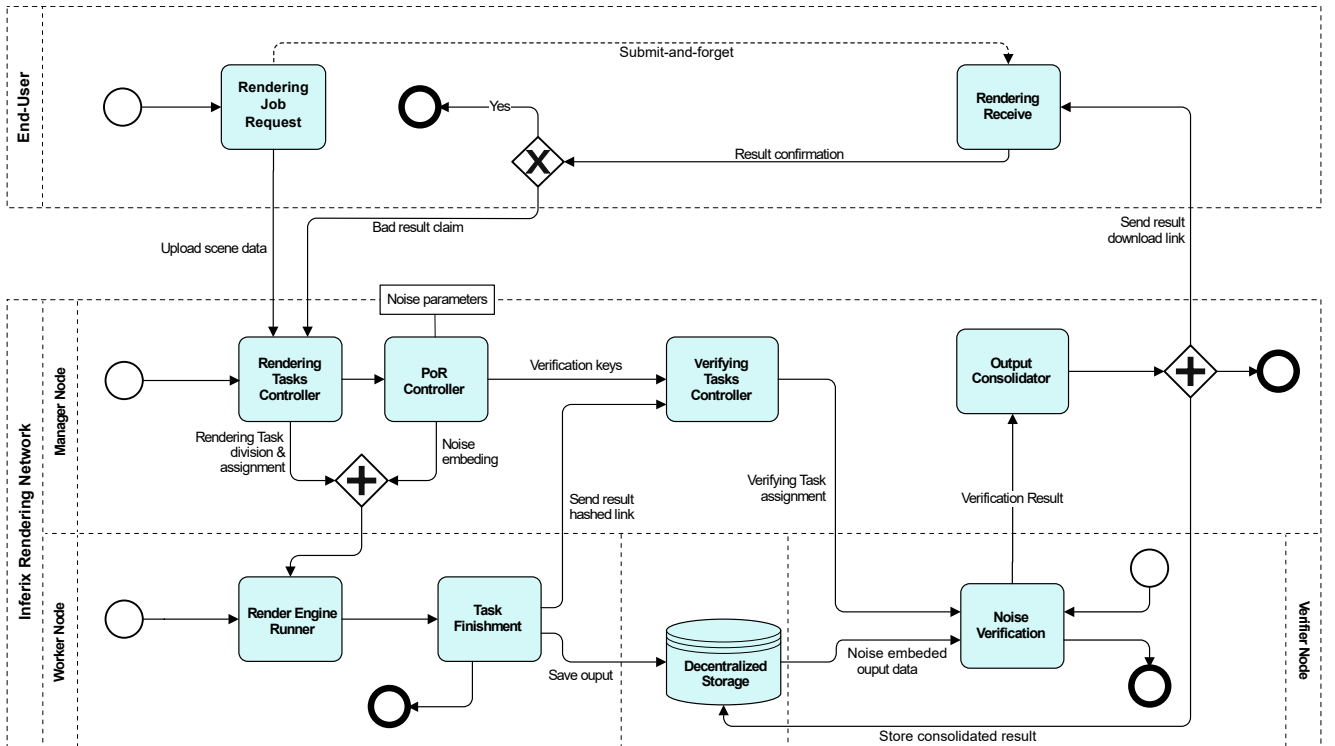 Submit-and-forget
End-User
Rendering
Job
Request
Yes
Rendering
Receive
X
Result confirmation
Bad result claim
Upload scene data
Send result
download link
Inferix Rendering Network
Manager Node
Noise parameters
Rendering
Tasks
Controller
PoR
Controller
Verification keys
Verifying
Tasks
Controller
Output
Consolidator
Rendering Task
division &
assignment
Noise
embeding
Send result
hashed link
Verifying Task
assignment
Verification Result
Worker Node
Render Engine
Runner
Task
Finishment
Save ouput
Decentralized
Storage
Noise embeded
ouput data
Noise
Verification
Verifier Node
Store consolidated result